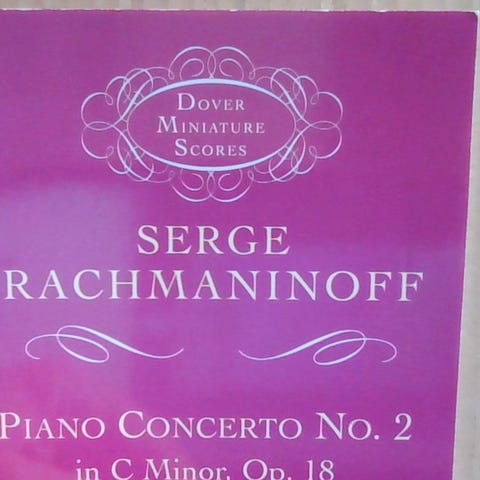 Dover
Miniature
Scores
SERGE
RACHMANINOFF
Piano Concerto No. 2
in C Minor, Op. 18